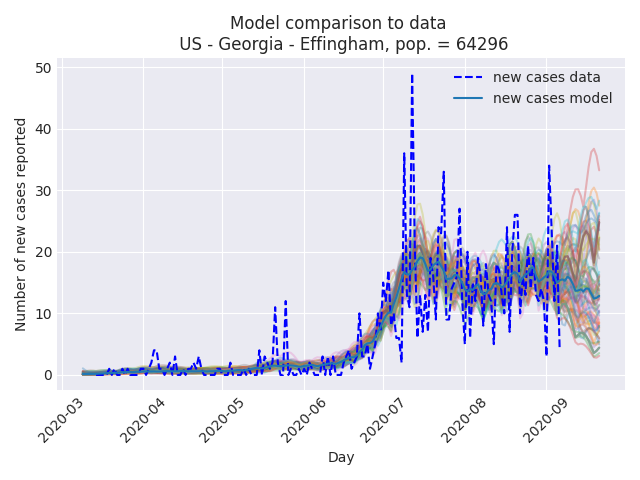 Model comparison to data
US - Georgia - Effingham, pop. = 64296
new cases data
new cases model
Number of new cases reported
50
40
30
20
10
0
2020-03
2020-04
2020-05
2020-06
2020-07
2020-08
2020-09
Day